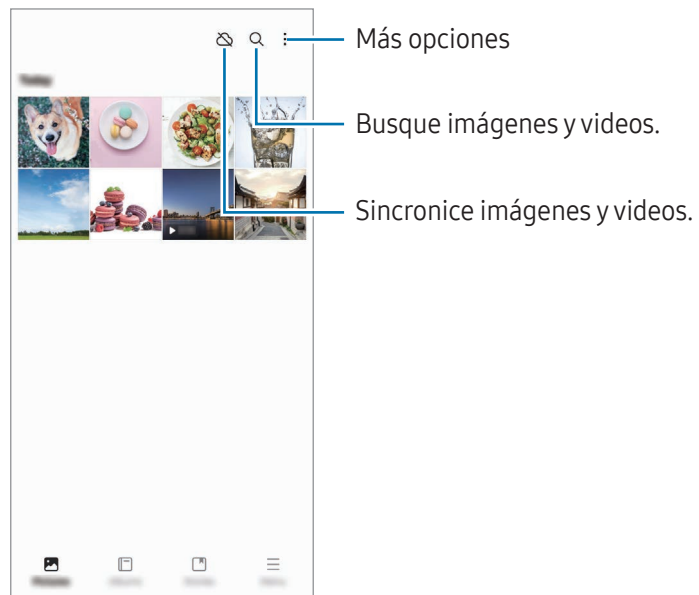 Más opciones
Busque imágenes y videos.
Sincronice imágenes y videos.